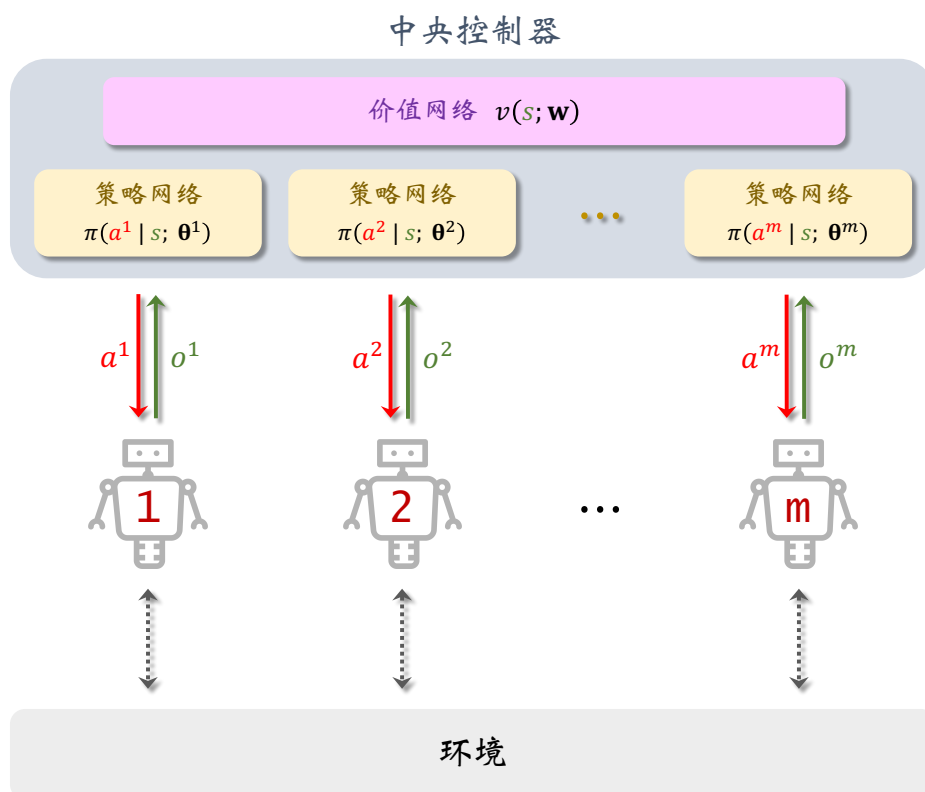 中央控制器
价值网络 v(s; w)
策略网络 策略网络 策略网络
π(a¹ | s; θ¹) π(a² | s; θ²) ... π(aᵐ | s; θᵐ)
a¹ o¹ a² o² aᵐ oᵐ
1 2 ... m
环境